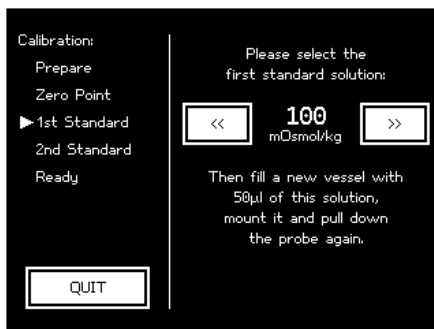 Calibration:
Prepare
Zero Point
1st Standard
2nd Standard
Ready
QUIT
Please select the
first standard solution:
<< 100 >>
mOsmol/kg
Then fill a new vessel with
50µl of this solution,
mount it and pull down
the probe again.